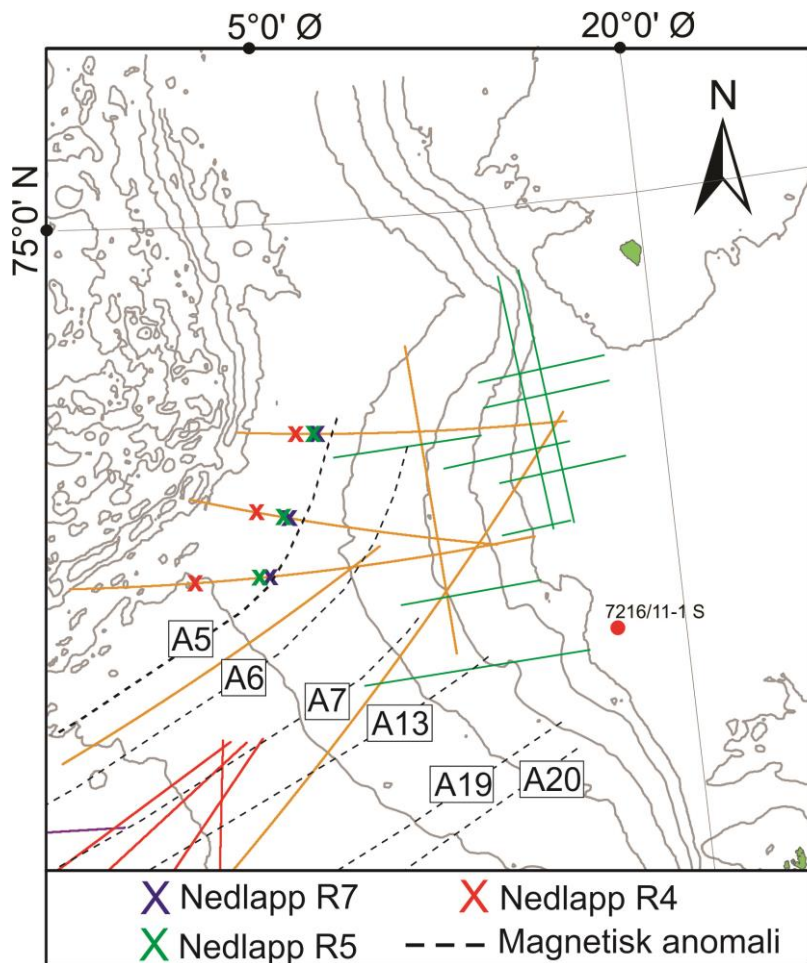 5°0' Ø
20°0' Ø
N
75°0' N
7216/11-1 S
A5
A6
A7
A13
A19
A20
X Nedlapp R7
X Nedlapp R4
X Nedlapp R5
Magnetisk anomali